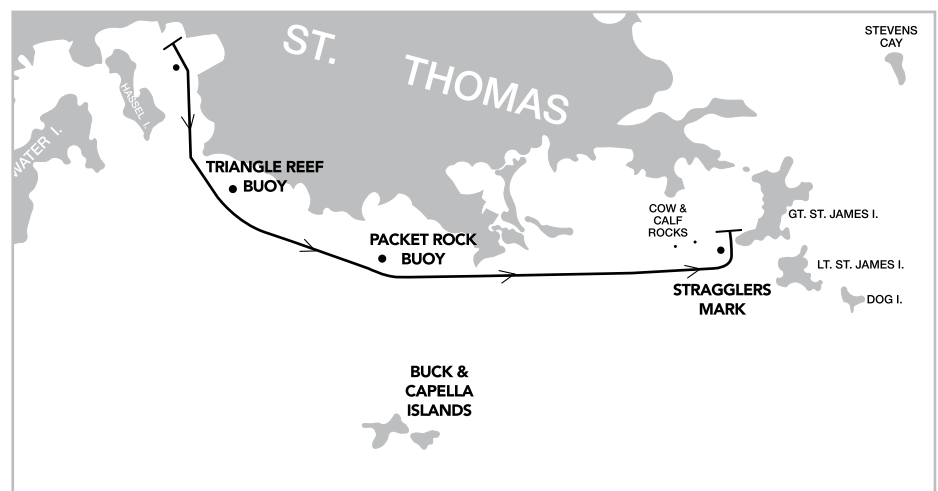 STEVENS
CAY
ST. THOMAS
HASSEL I.
WATER I.
TRIANGLE REEF
BUOY
COW &
CALF
ROCKS
GT. ST. JAMES I.
PACKET ROCK
BUOY
LT. ST. JAMES I.
STRAGGLERS
MARK
DOG I.
BUCK &
CAPELLA
ISLANDS